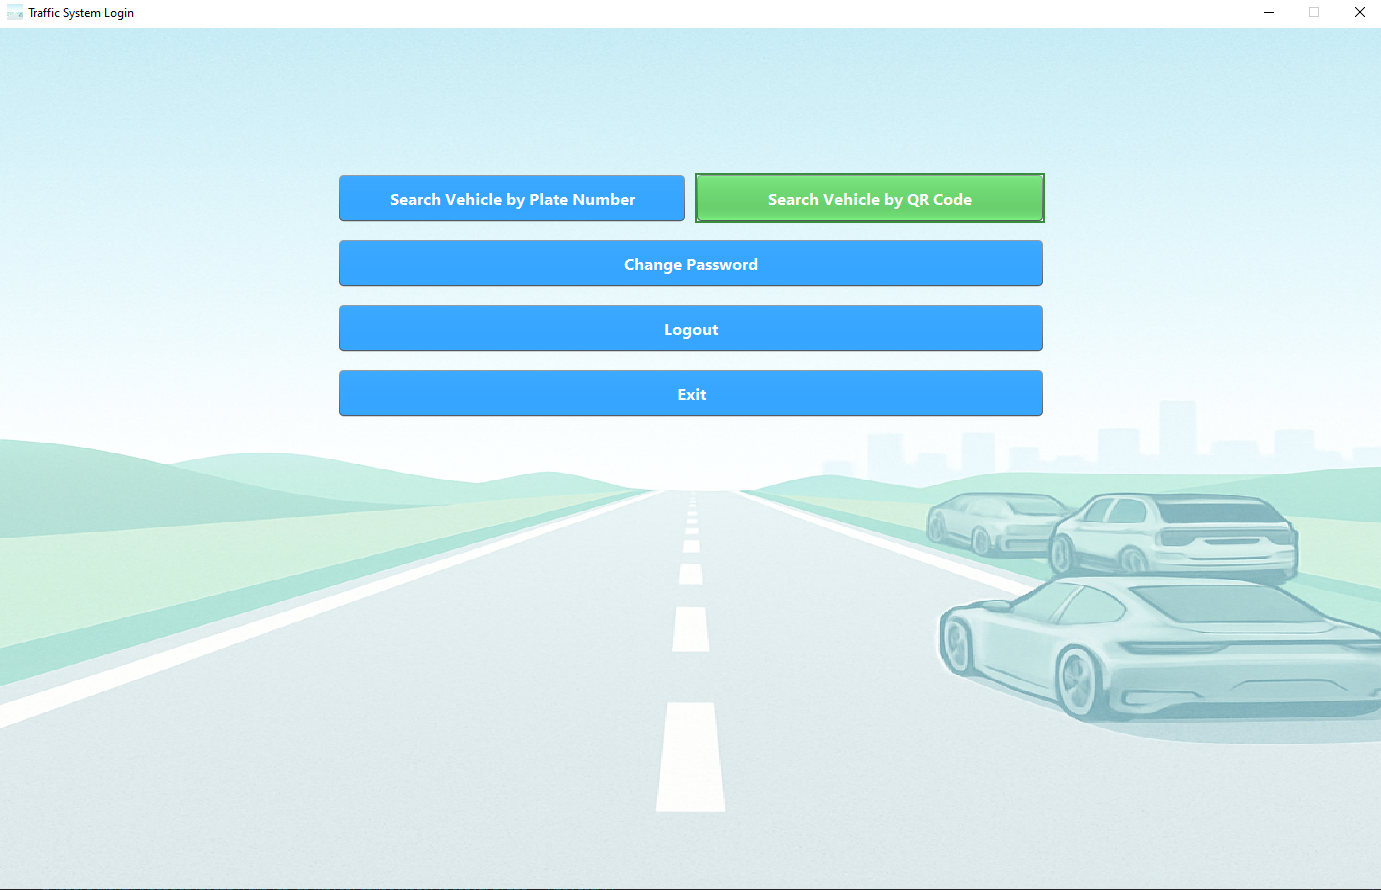 Traffic System Login
Search Vehicle by Plate Number
Search Vehicle by QR Code
Change Password
Logout
Exit